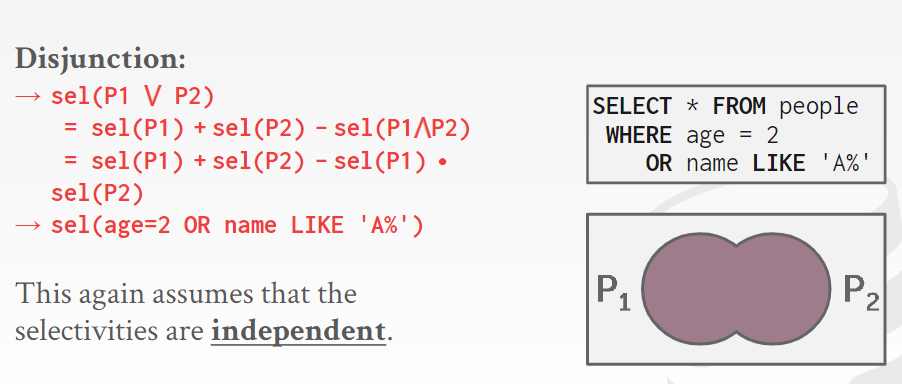 Disjunction:
→ sel(P1 ⋁ P2)
= sel(P1) + sel(P2) – sel(P1⋀P2)
= sel(P1) + sel(P2) – sel(P1) •
sel(P2)
→ sel(age=2 OR name LIKE 'A%')
This again assumes that the
selectivities are independent.
SELECT * FROM people
WHERE age = 2
OR name LIKE 'A%'
P1 P2